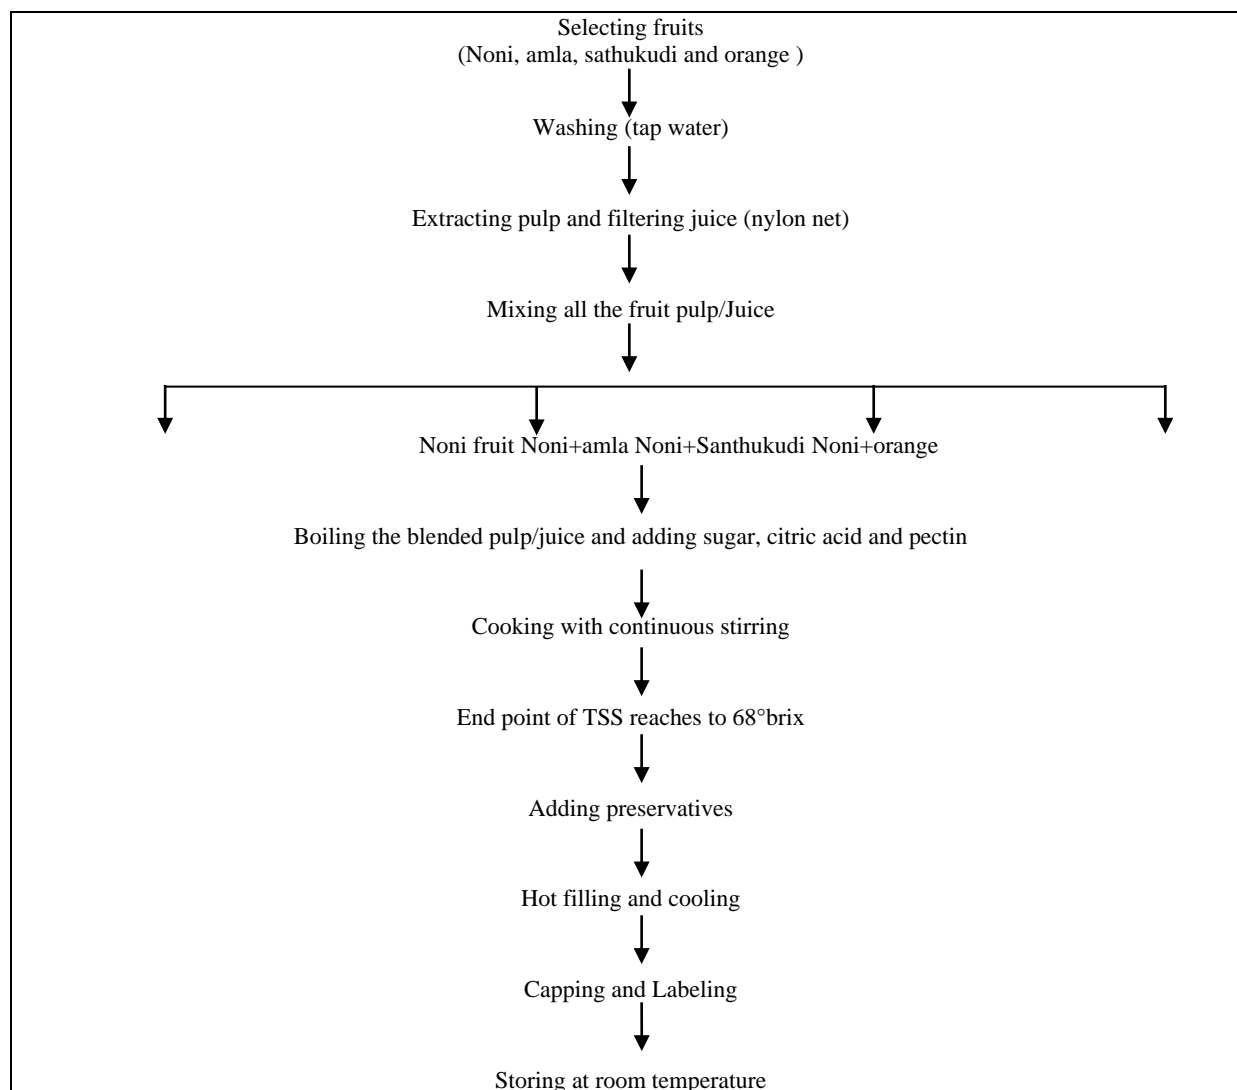 Selecting fruits
(Noni, amla, sathukudi and orange )
Washing (tap water)
Extracting pulp and filtering juice (nylon net)
Mixing all the fruit pulp/Juice
Noni fruit Noni+amla Noni+Santhukudi Noni+orange
Boiling the blended pulp/juice and adding sugar, citric acid and pectin
Cooking with continuous stirring
End point of TSS reaches to 68°brix
Adding preservatives
Hot filling and cooling
Capping and Labeling
Storing at room temperature